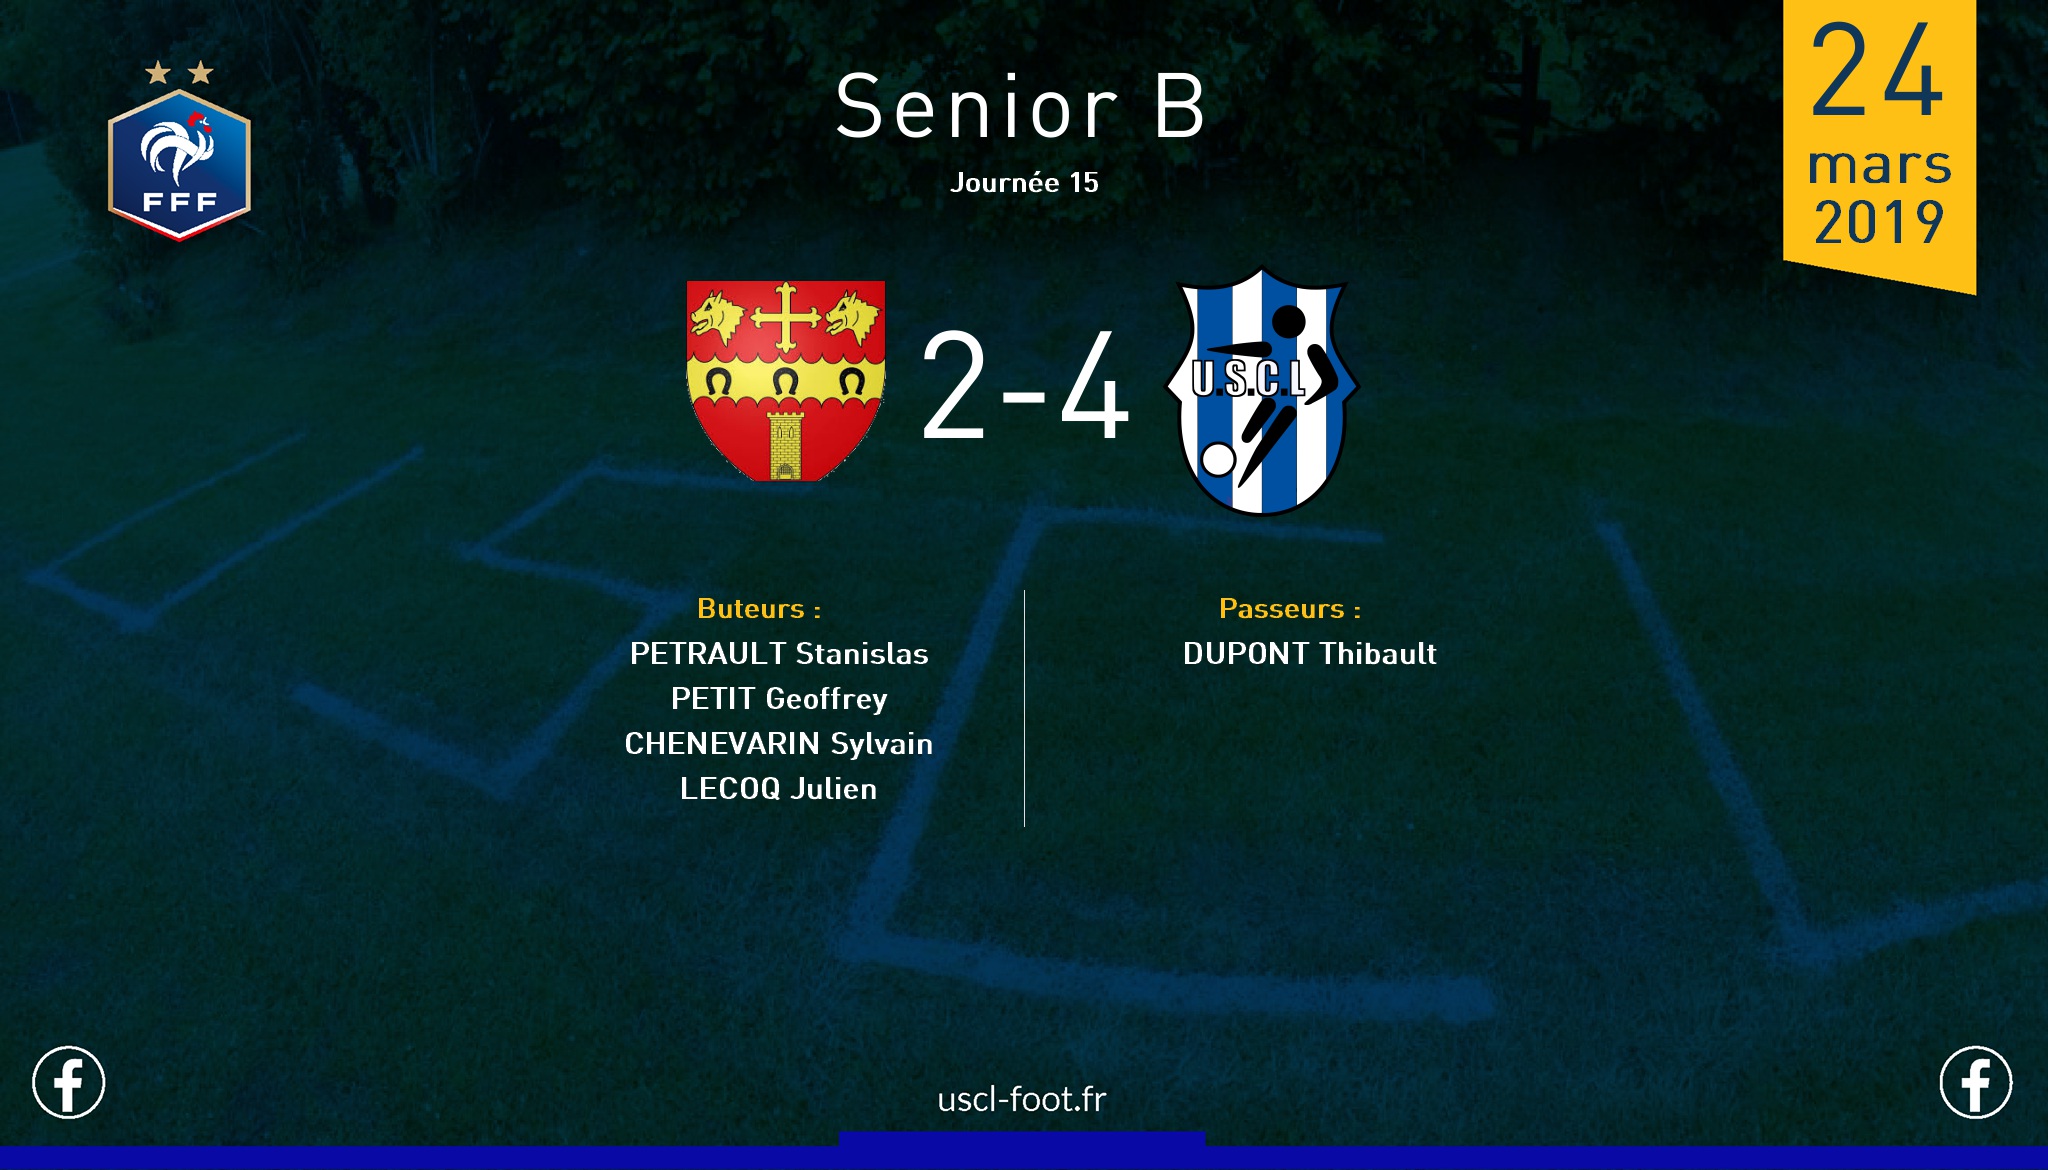 Senior B
Journée 15
24
mars
2019
FFF
2-4
U.S.C.L
Buteurs :
PETRAULT Stanislas
PETIT Geoffrey
CHENEVARIN Sylvain
LECOQ Julien
Passeurs :
DUPONT Thibault
USCL
uscl-foot.fr